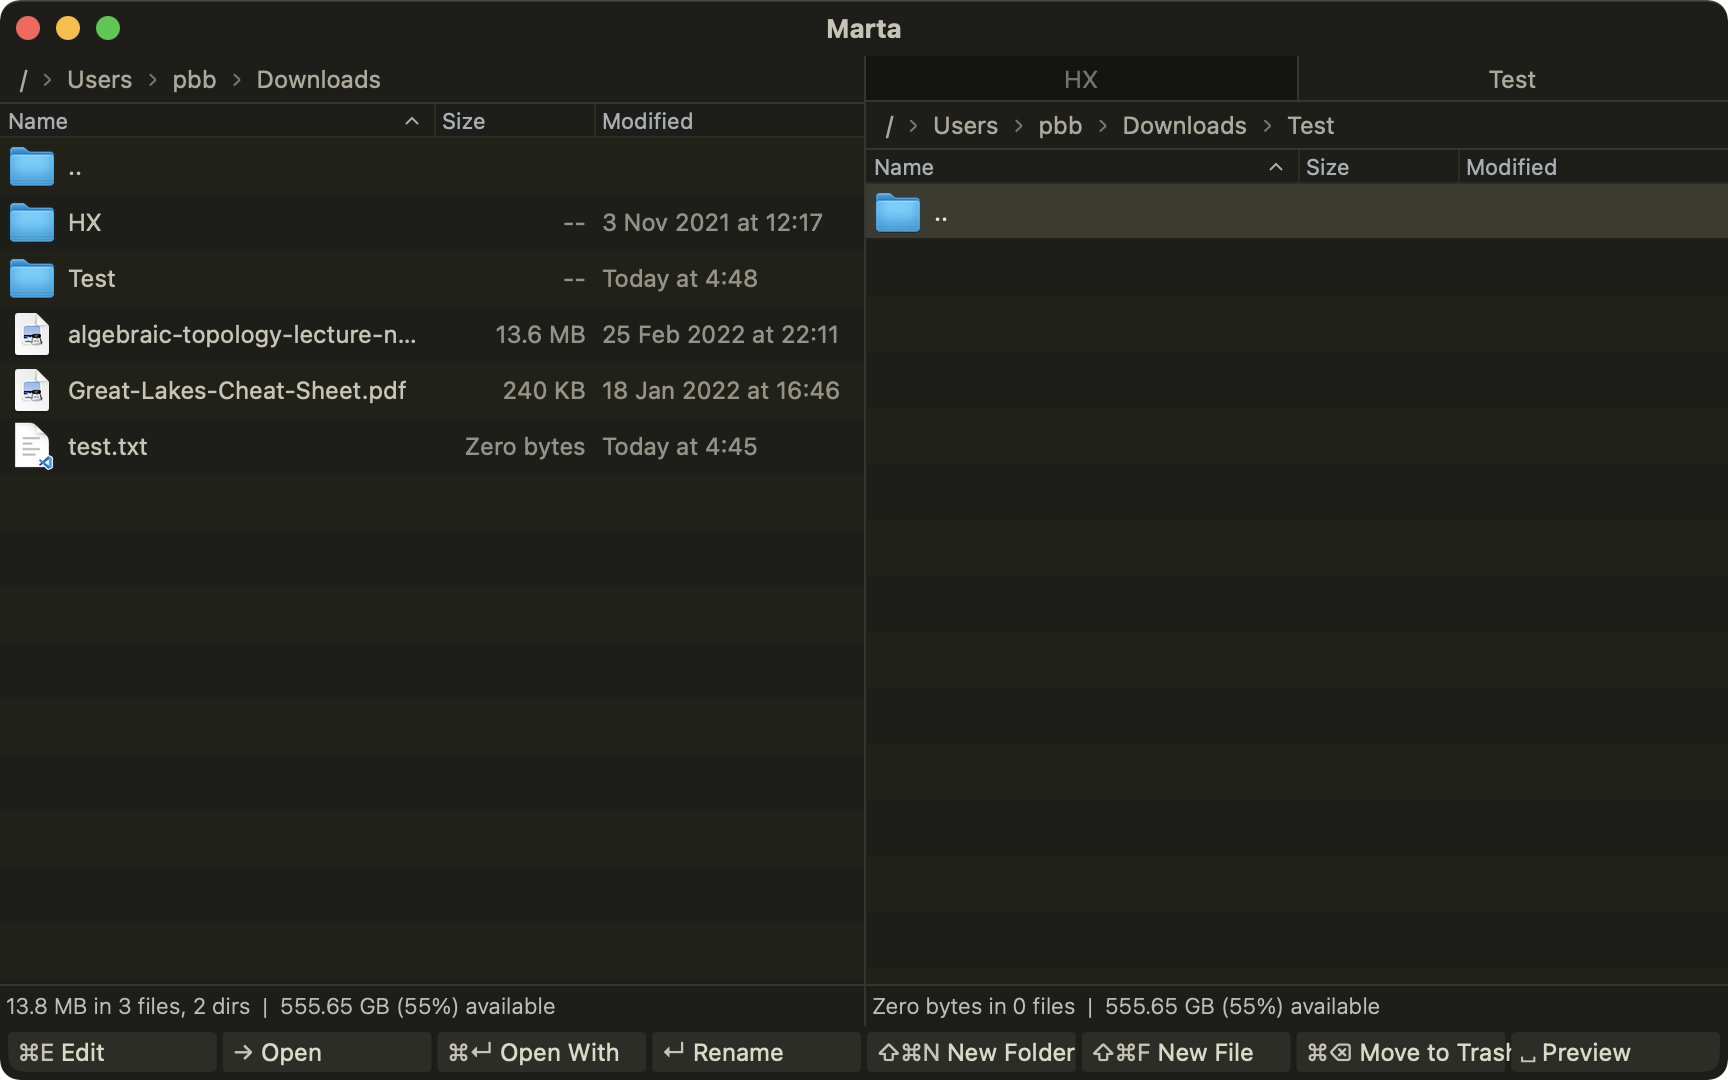 Marta
/ > Users > pbb > Downloads
Name Size Modified
..
HX -- 3 Nov 2021 at 12:17
Test -- Today at 4:48
algebraic-topology-lecture-n... 13.6 MB 25 Feb 2022 at 22:11
Great-Lakes-Cheat-Sheet.pdf 240 KB 18 Jan 2022 at 16:46
test.txt Zero bytes Today at 4:45
13.8 MB in 3 files, 2 dirs | 555.65 GB (55%) available
HX Test
/ > Users > pbb > Downloads > Test
Name Size Modified
..
Zero bytes in 0 files | 555.65 GB (55%) available
⌘E Edit → Open ⌘↵ Open With ↵ Rename ⇧⌘N New Folder ⇧⌘F New File ⌘⌫ Move to Trash ⎵ Preview